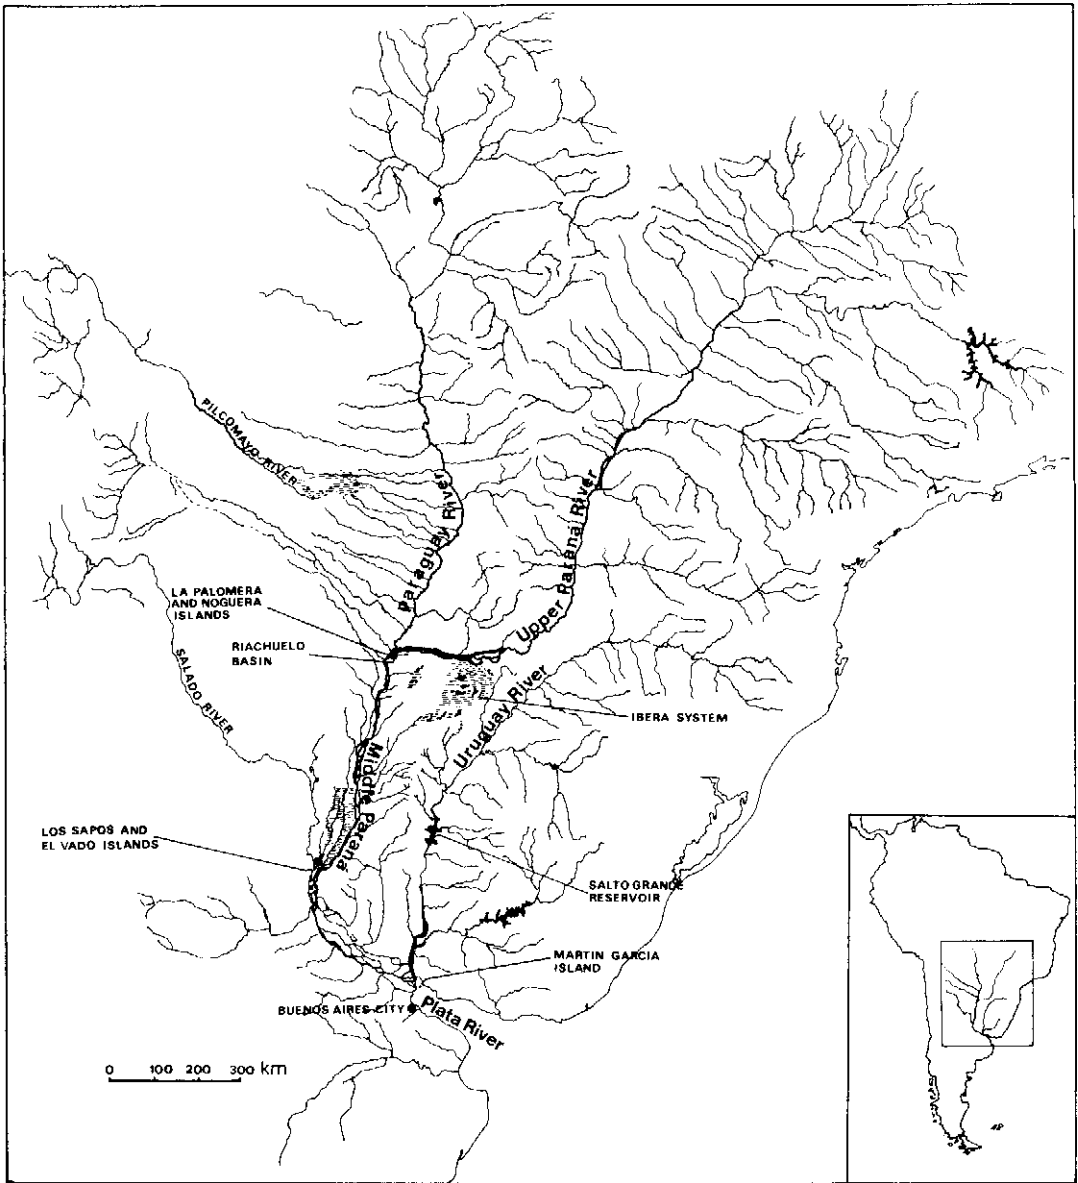 PILCOMAYO RIVER
Paraguay River
Upper Paraná River
LA PALOMERA
AND NOGUERA
ISLANDS
RIACHUELO
BASIN
SALADO RIVER
Uruguay River
IBERA SYSTEM
Middle Paraná
LOS SAPOS AND
EL VADO ISLANDS
SALTO GRANDE
RESERVOIR
MARTIN GARCIA
ISLAND
BUENOS AIRES CITY
Plata River
0 100 200 300 km